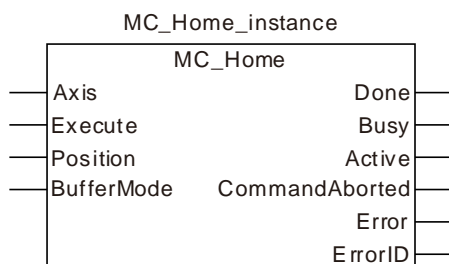 MC_Home_instance
MC_Home
Axis Done
Execute Busy
Position Active
BufferMode CommandAborted
Error
ErrorID